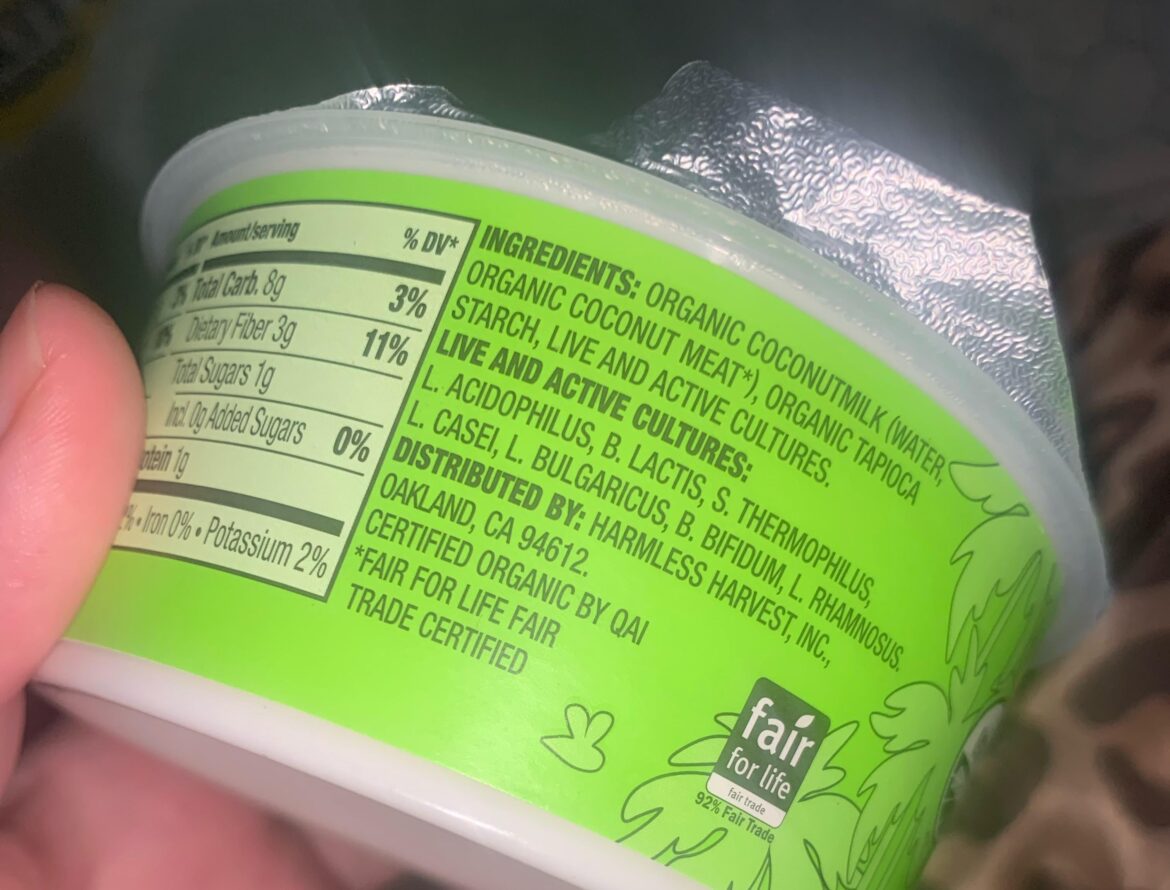 Amount/serving % DV*
Total Carb. 8g 3%
Dietary Fiber 3g 11%
Total Sugars 1g
Incl. 0g Added Sugars 0%
otein 1g
% • Iron 0% • Potassium 2%
INGREDIENTS: ORGANIC COCONUTMILK (WATER,
ORGANIC COCONUT MEAT*), ORGANIC TAPIOCA
STARCH, LIVE AND ACTIVE CULTURES.
LIVE AND ACTIVE CULTURES:
L. ACIDOPHILUS, B. LACTIS, S. THERMOPHILUS,
L. CASEI, L. BULGARICUS, B. BIFIDUM, L. RHAMNOSUS.
DISTRIBUTED BY: HARMLESS HARVEST, INC.,
OAKLAND, CA 94612.
CERTIFIED ORGANIC BY QAI
*FAIR FOR LIFE FAIR
TRADE CERTIFIED
fair
for life
fair trade
92% Fair Trade